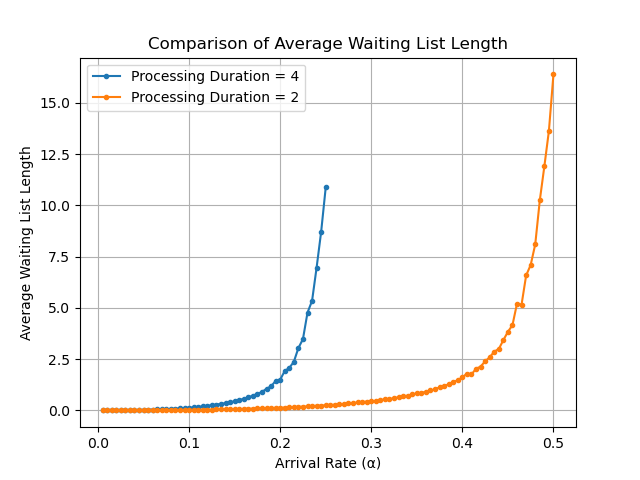 Comparison of Average Waiting List Length
Processing Duration = 4
Processing Duration = 2
Average Waiting List Length
15.0
12.5
10.0
7.5
5.0
2.5
0.0
0.0 0.1 0.2 0.3 0.4 0.5
Arrival Rate (α)